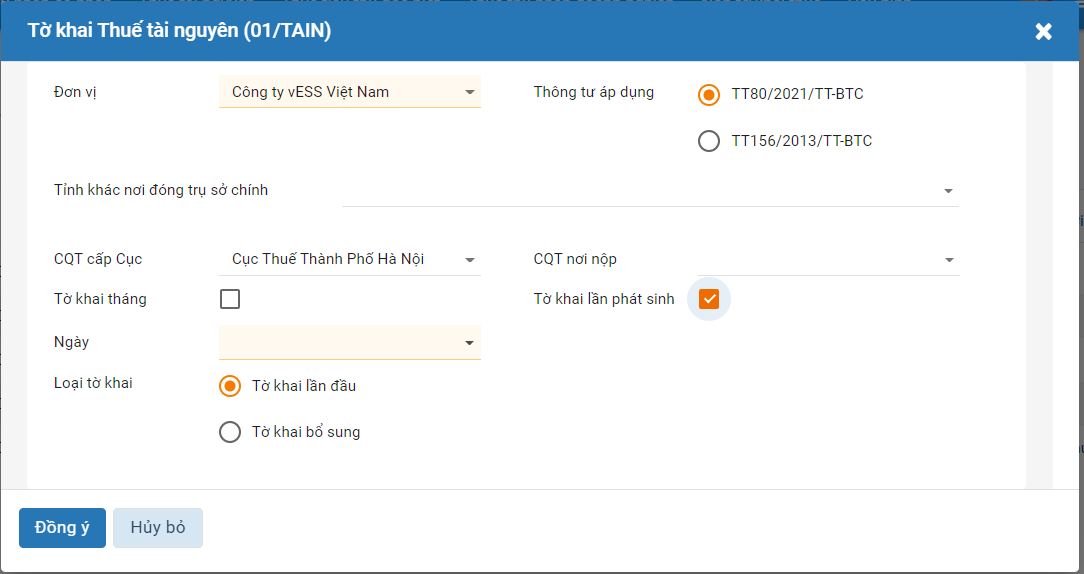 Tờ khai Thuế tài nguyên (01/TAIN)
Đơn vị
Công ty vESS Việt Nam
Thông tư áp dụng
TT80/2021/TT-BTC
TT156/2013/TT-BTC
Tỉnh khác nơi đóng trụ sở chính
CQT cấp Cục
Cục Thuế Thành Phố Hà Nội
CQT nơi nộp
Tờ khai tháng
Tờ khai lần phát sinh
Ngày
Loại tờ khai
Tờ khai lần đầu
Tờ khai bổ sung
Đồng ý
Hủy bỏ